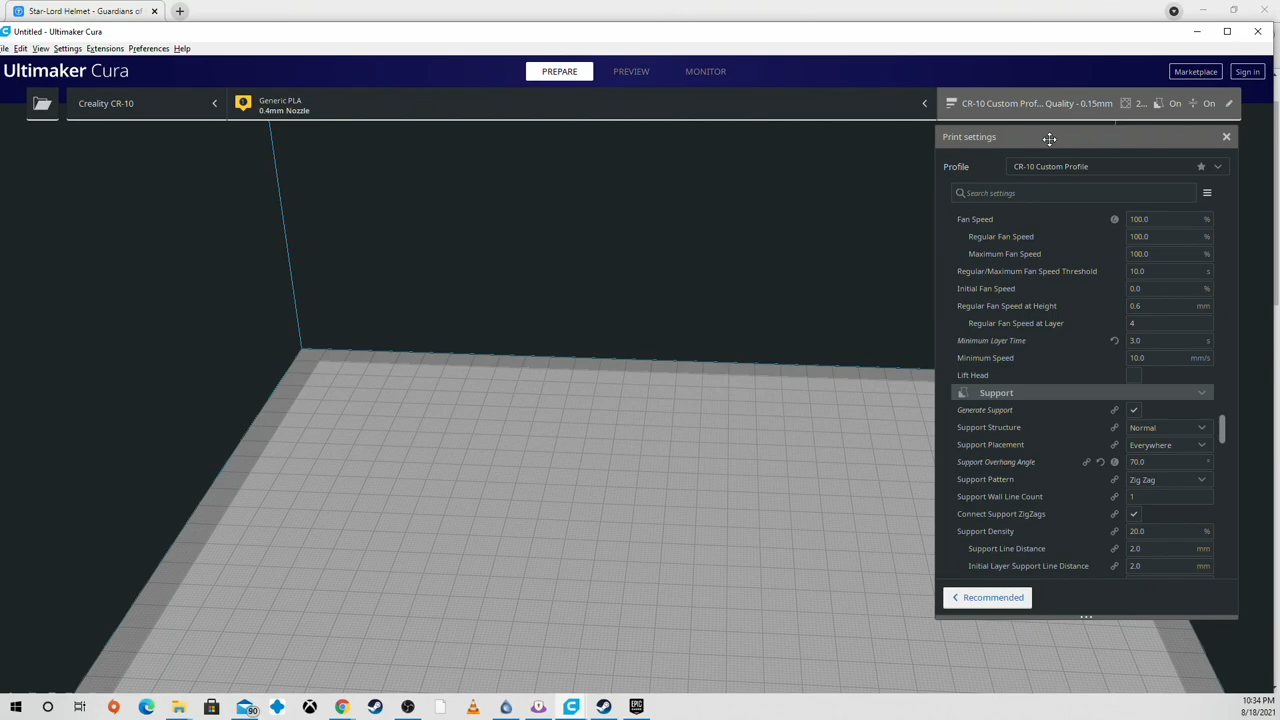 Star-Lord Helmet - Guardians of
Untitled - Ultimaker Cura
ile Edit View Settings Extensions Preferences Help
Ultimaker Cura
PREPARE PREVIEW MONITOR
Marketplace Sign in
Creality CR-10
Generic PLA
0.4mm Nozzle
CR-10 Custom Prof... Quality - 0.15mm 2... On On
Print settings
Profile CR-10 Custom Profile
Search settings
Fan Speed 100.0 %
Regular Fan Speed 100.0 %
Maximum Fan Speed 100.0 %
Regular/Maximum Fan Speed Threshold 10.0 s
Initial Fan Speed 0.0 %
Regular Fan Speed at Height 0.6 mm
Regular Fan Speed at Layer 4
Minimum Layer Time 3.0 s
Minimum Speed 10.0 mm/s
Lift Head
Support
Generate Support
Support Structure Normal
Support Placement Everywhere
Support Overhang Angle 70.0 °
Support Pattern Zig Zag
Support Wall Line Count 1
Connect Support ZigZags
Support Density 20.0 %
Support Line Distance 2.0 mm
Initial Layer Support Line Distance 2.0 mm
Recommended
90
EPIC
10:34 PM
8/18/2021